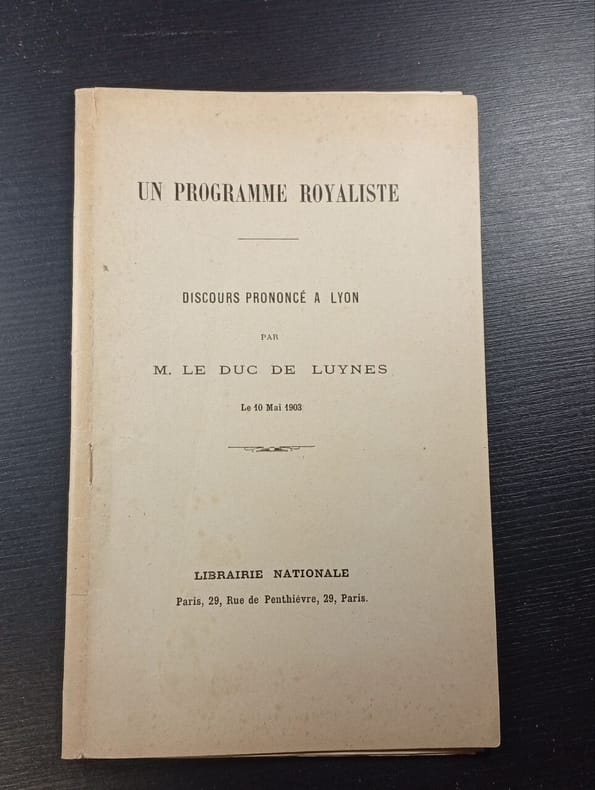 UN PROGRAMME ROYALISTE
DISCOURS PRONONCÉ A LYON
PAR
M. LE DUC DE LUYNES
Le 10 Mai 1903
LIBRAIRIE NATIONALE
Paris, 29, Rue de Penthiévre, 29, Paris.